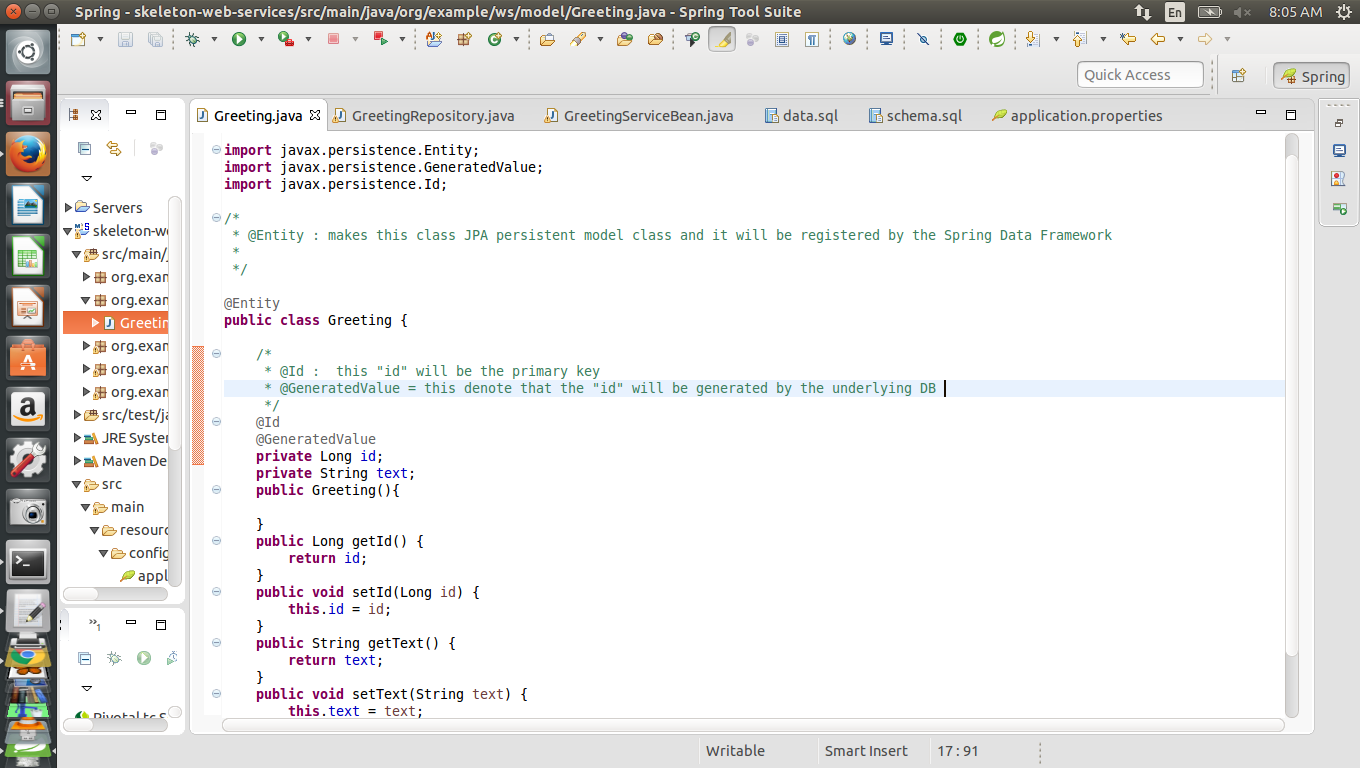 Spring - skeleton-web-services/src/main/java/org/example/ws/model/Greeting.java - Spring Tool Suite
En
8:05 AM
Quick Access
Spring
Greeting.java
GreetingRepository.java
GreetingServiceBean.java
data.sql
schema.sql
application.properties
Servers
skeleton-w
src/main/j
org.exam
org.exam
Greetin
org.exam
org.exam
org.exam
src/test/ja
JRE System
Maven De
src
main
resourc
config
appl
import javax.persistence.Entity;
import javax.persistence.GeneratedValue;
import javax.persistence.Id;
/*
* @Entity : makes this class JPA persistent model class and it will be registered by the Spring Data Framework
*
*/
@Entity
public class Greeting {
/*
* @Id :  this "id" will be the primary key
* @GeneratedValue = this denote that the "id" will be generated by the underlying DB
*/
@Id
@GeneratedValue
private Long id;
private String text;
public Greeting(){
}
public Long getId() {
return id;
}
public void setId(Long id) {
this.id = id;
}
public String getText() {
return text;
}
public void setText(String text) {
this.text = text;
Pivotal tc S
Writable
Smart Insert
17 : 91